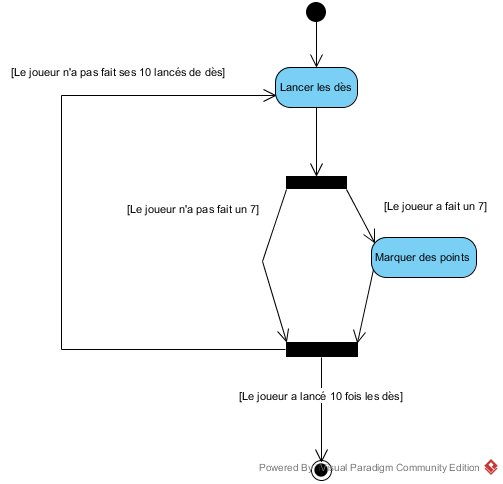 [Le joueur n'a pas fait ses 10 lancés de dès]
Lancer les dès
[Le joueur n'a pas fait un 7]
[Le joueur a fait un 7]
Marquer des points
[Le joueur a lancé 10 fois les dès]
Powered By Visual Paradigm Community Edition